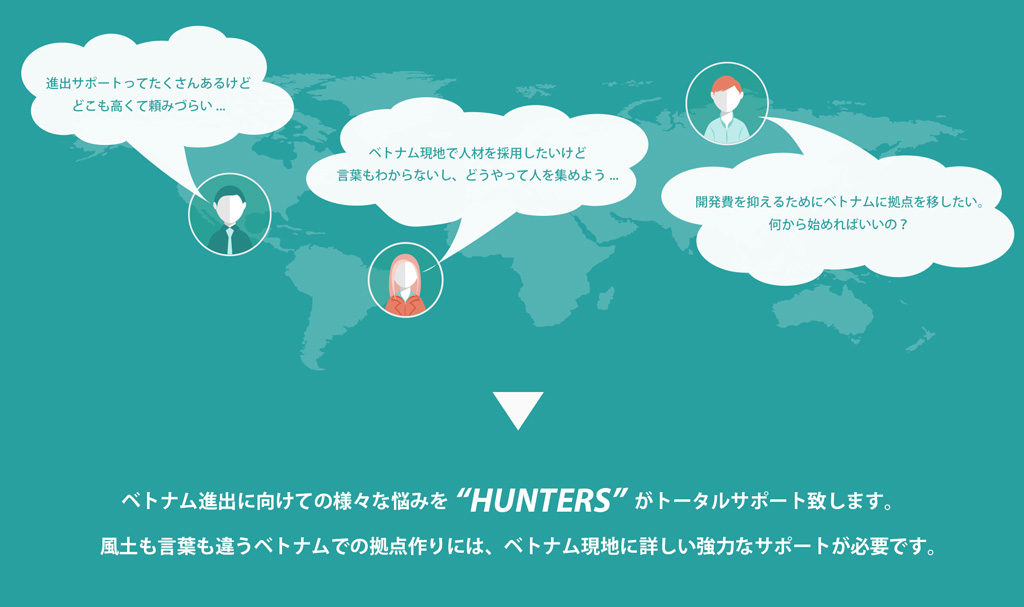 進出サポートってたくさんあるけど
どこも高くて頼みづらい ...
ベトナム現地で人材を採用したいけど
言葉もわからないし、どうやって人を集めよう ...
開発費を抑えるためにベトナムに拠点を移したい。
何から始めればいいの？
ベトナム進出に向けての様々な悩みを “HUNTERS” がトータルサポート致します。
風土も言葉も違うベトナムでの拠点作りには、ベトナム現地に詳しい強力なサポートが必要です。